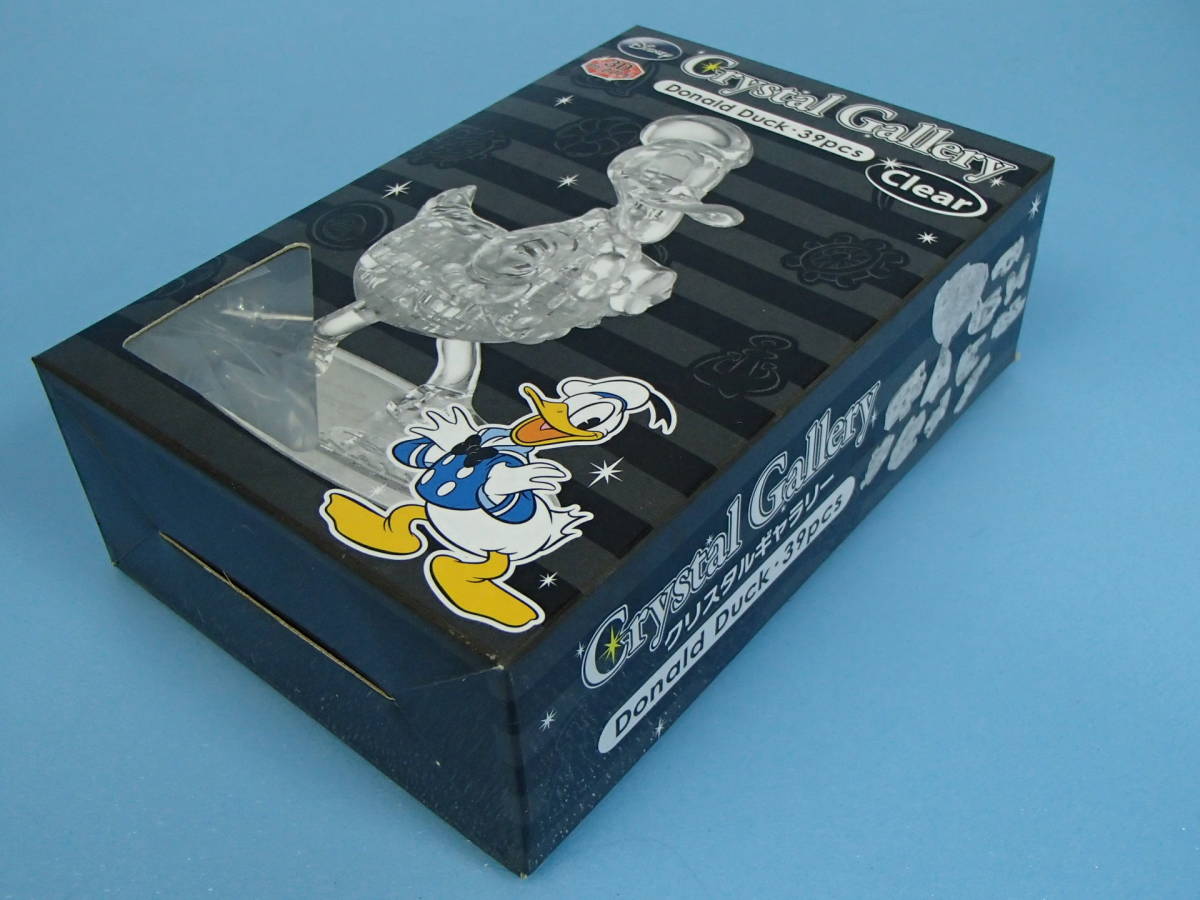 Disney
Crystal Gallery
3D
Donald Duck・39pcs
Clear
Crystal Gallery
クリスタルギャラリー
Donald Duck・39pcs